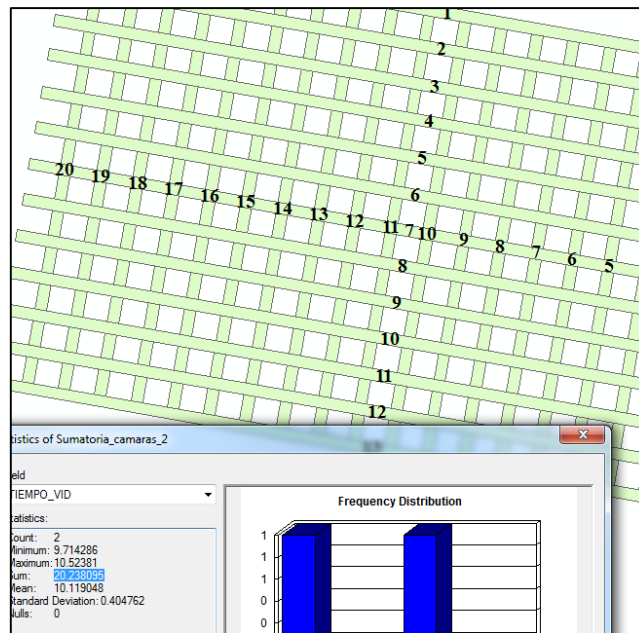 1
2
3
4
5
6
20 19 18 17 16 15 14 13 12 11 7 10 9 8 7 6 5
8
9
10
11
12
tistics of Sumatoria_camaras_2
ield
TIEMPO_VID
tatistics:
Count: 2
Minimum: 9.714286
Maximum: 10.52381
Sum: 20.238095
Mean: 10.119048
Standard Deviation: 0.404762
Nulls: 0
Frequency Distribution
1
1
1
0
0